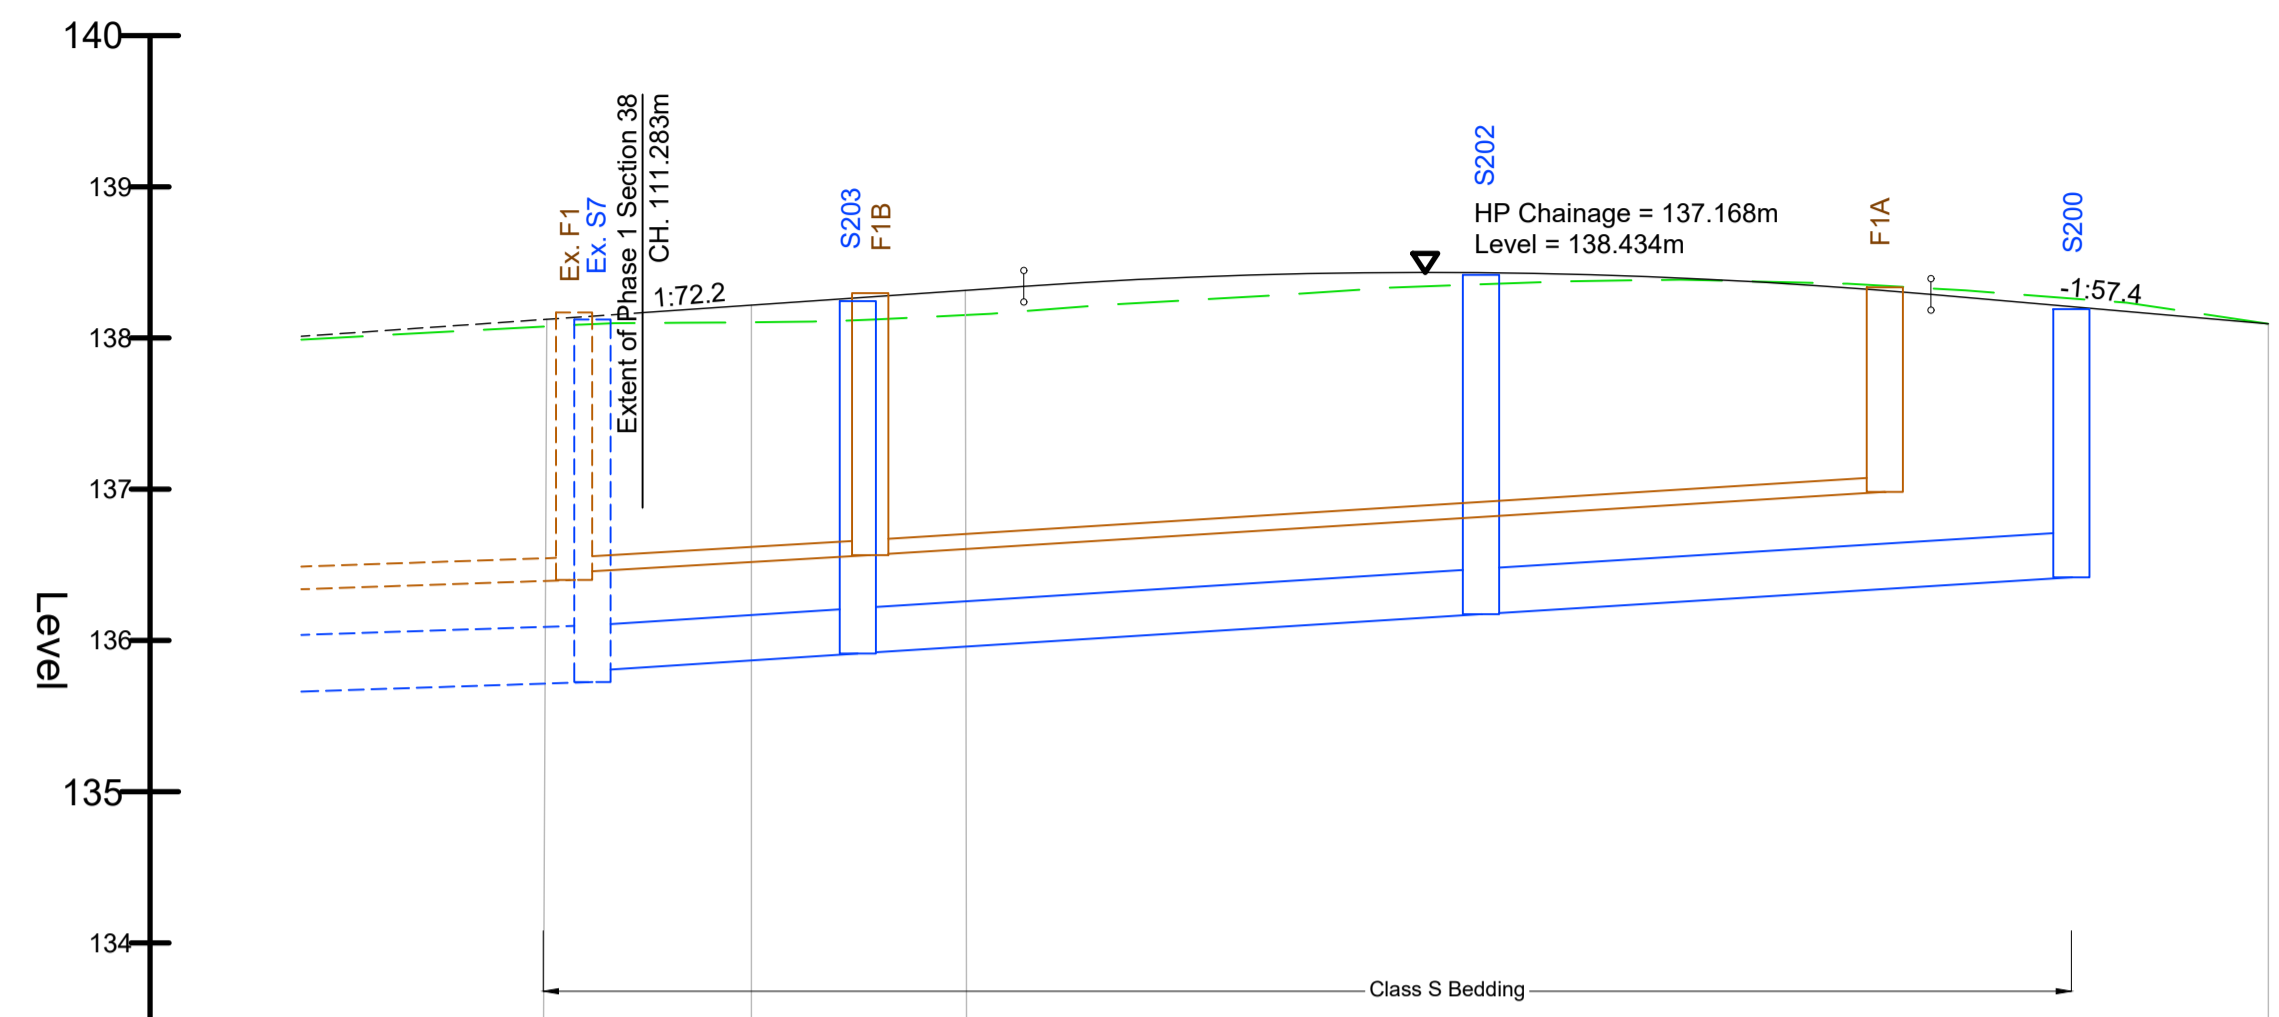 140
139
138
137
136
135
134
Level
Ex. F1
Ex. S7
Extent of Phase 1 Section 38
CH. 111.283m
1:72.2
S203
F1B
S202
HP Chainage = 137.168m
Level = 138.434m
F1A
S200
-1:57.4
Class S Bedding